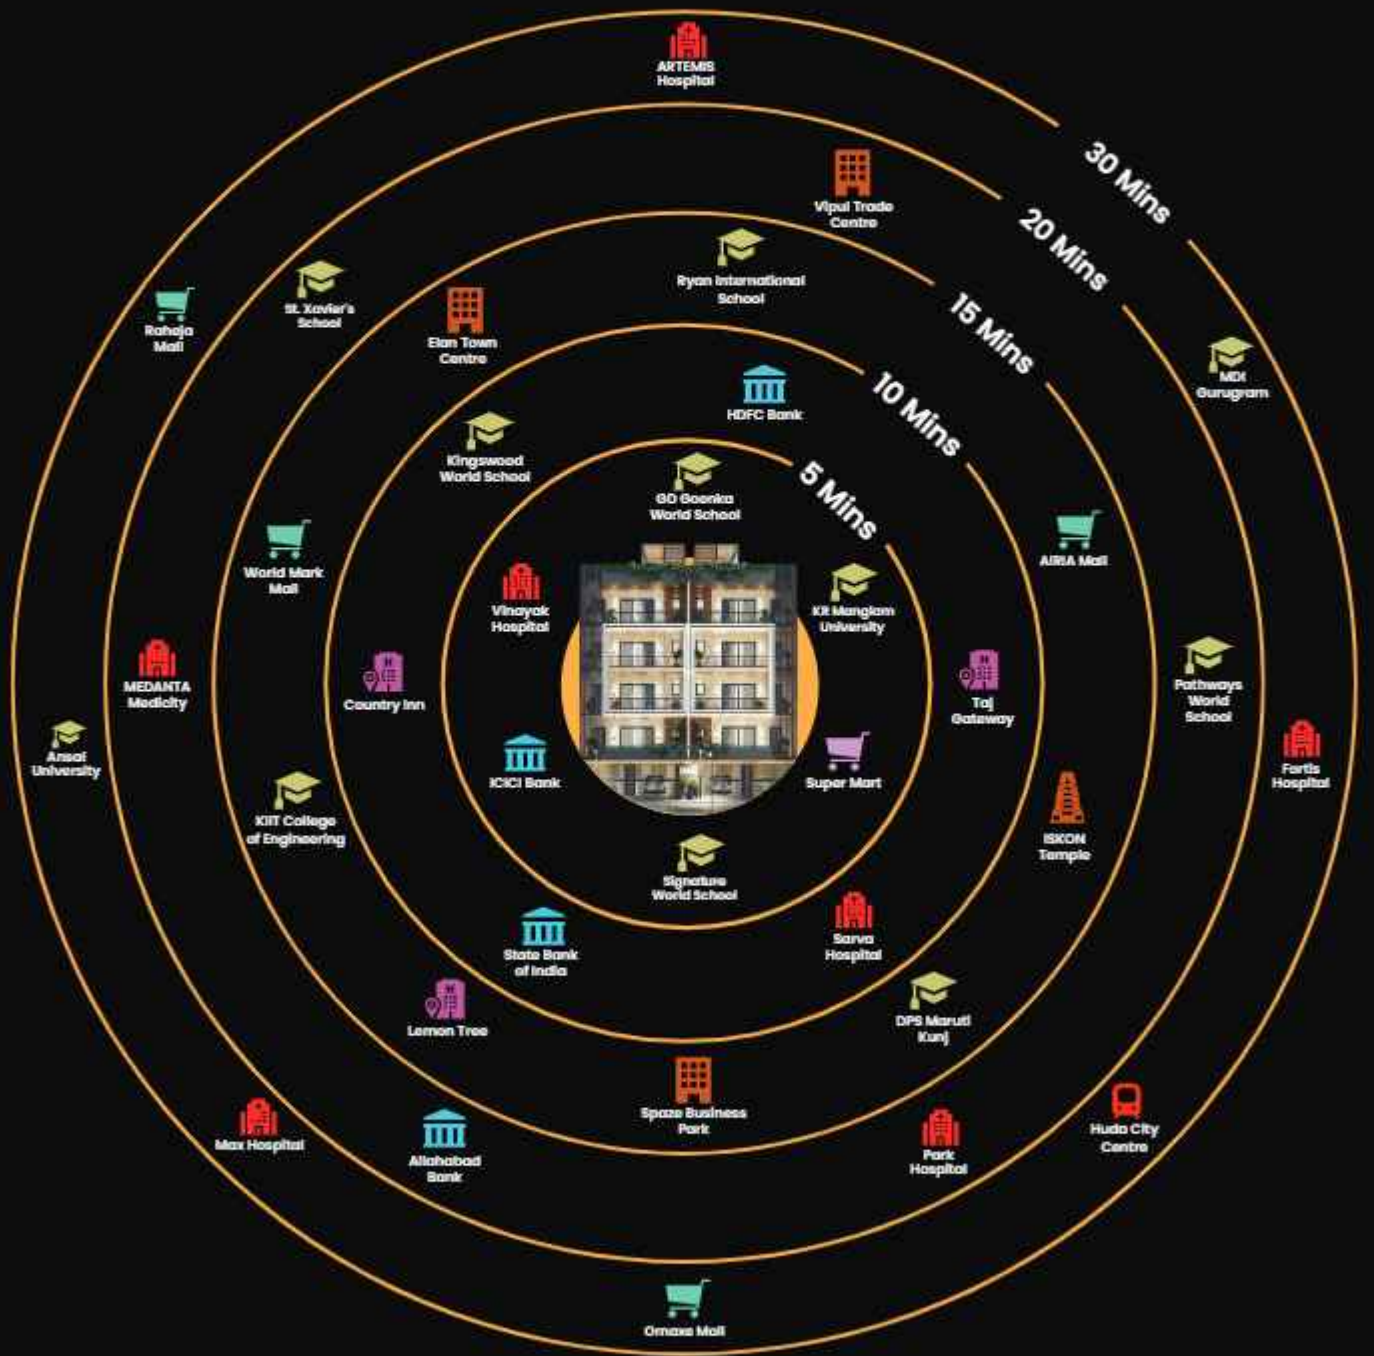 ARTEMIS
Hospital
30 Mins
Vipul Trade
Centre
20 Mins
Ryan International
School
15 Mins
St. Xavier's
School
Raheja
Mall
Elan Town
Centre
MDI
Gurugram
HDFC Bank
10 Mins
Kingswood
World School
GD Goenka
World School
5 Mins
World Mark
Mall
AIRIA Mall
Vinayak
Hospital
KR Manglam
University
MEDANTA
Medicity
Country Inn
Taj
Gateway
Pathways
World
School
Ansal
University
ICICI Bank
Super Mart
Fortis
Hospital
KIIT College
of Engineering
ISKON
Temple
Signature
World School
State Bank
of India
Sarva
Hospital
Lemon Tree
DPS Maruti
Kunj
Spaze Business
Park
Max Hospital
Allahabad
Bank
Park
Hospital
Huda City
Centre
Omaxe Mall